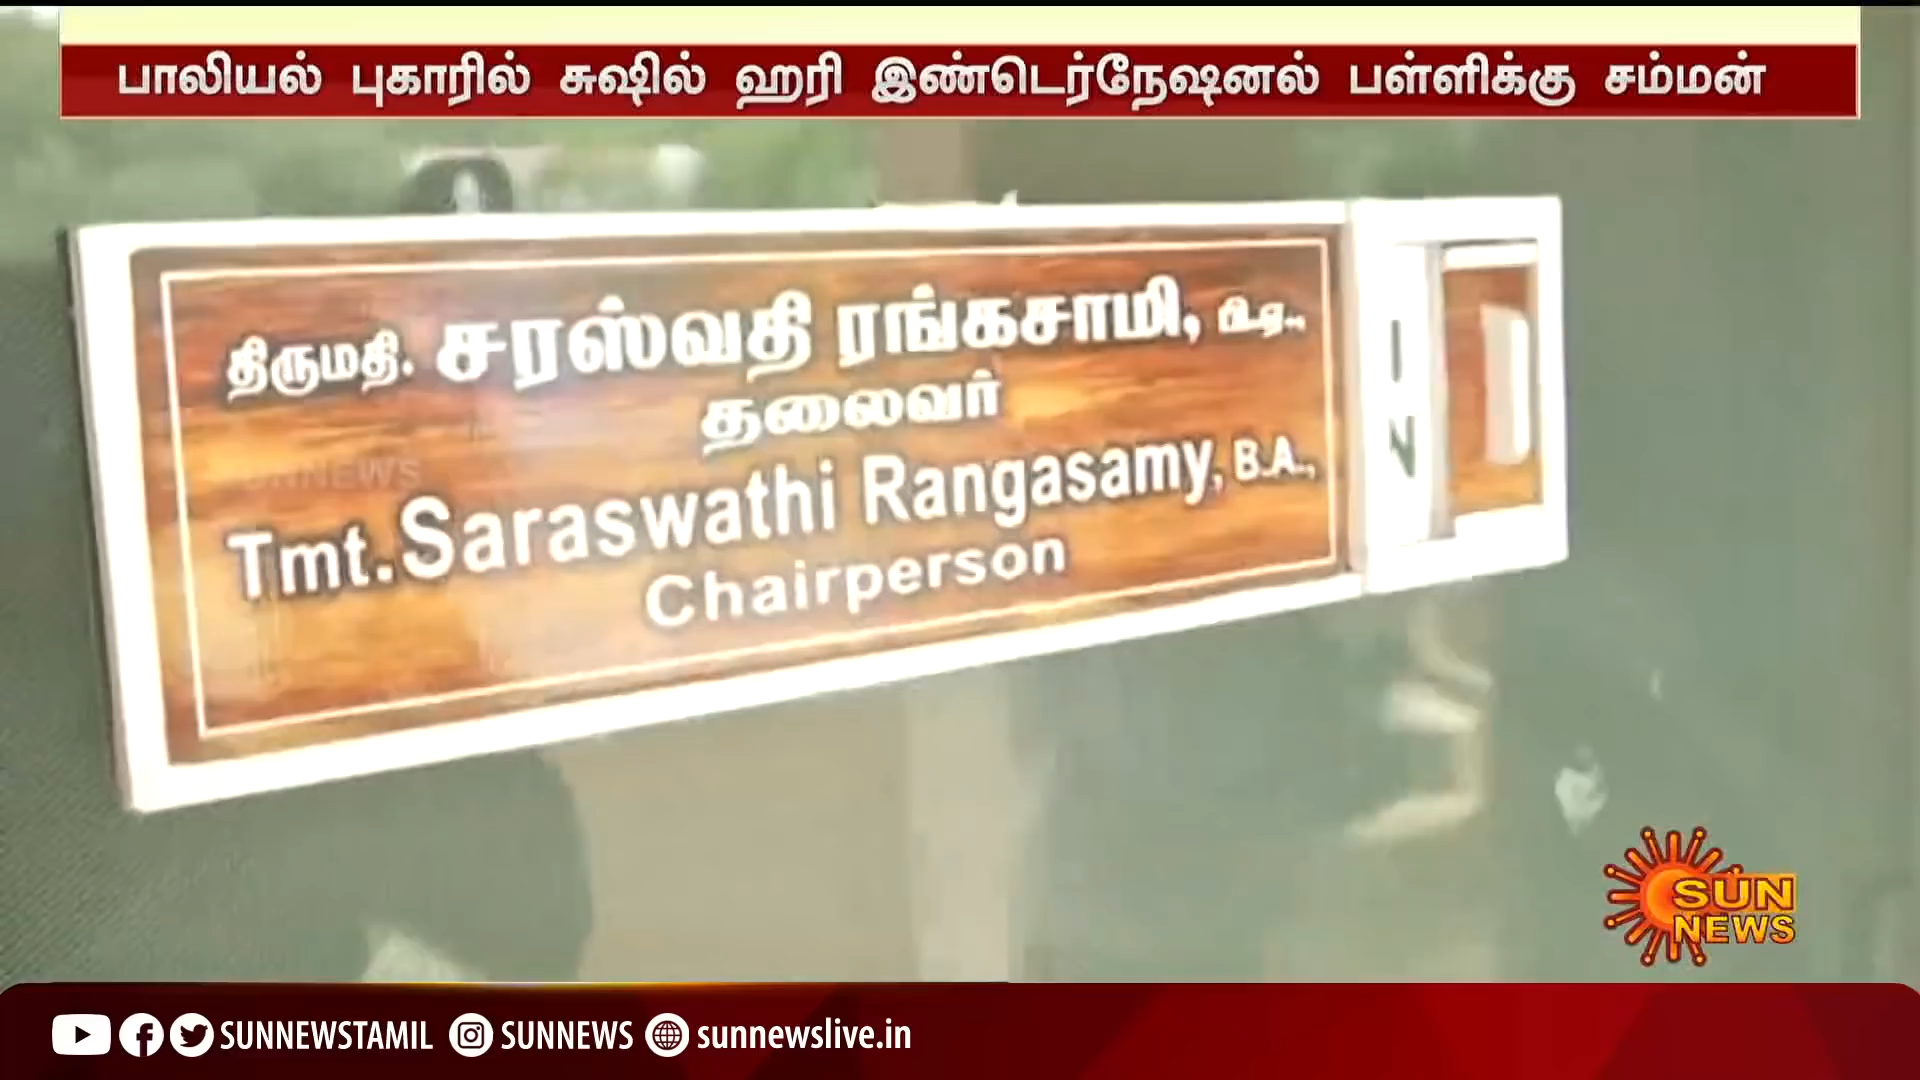 பாலியல் புகாரில் சுஷில் ஹரி இண்டெர்நேஷனல் பள்ளிக்கு சம்மன்
திருமதி. சரஸ்வதி ரங்கசாமி, பி.ஏ.,
தலைவர்
SUNNEWS
Tmt. Saraswathi Rangasamy, B.A.,
Chairperson
IN
SUN
NEWS
SUNNEWSTAMIL SUNNEWS sunnewslive.in